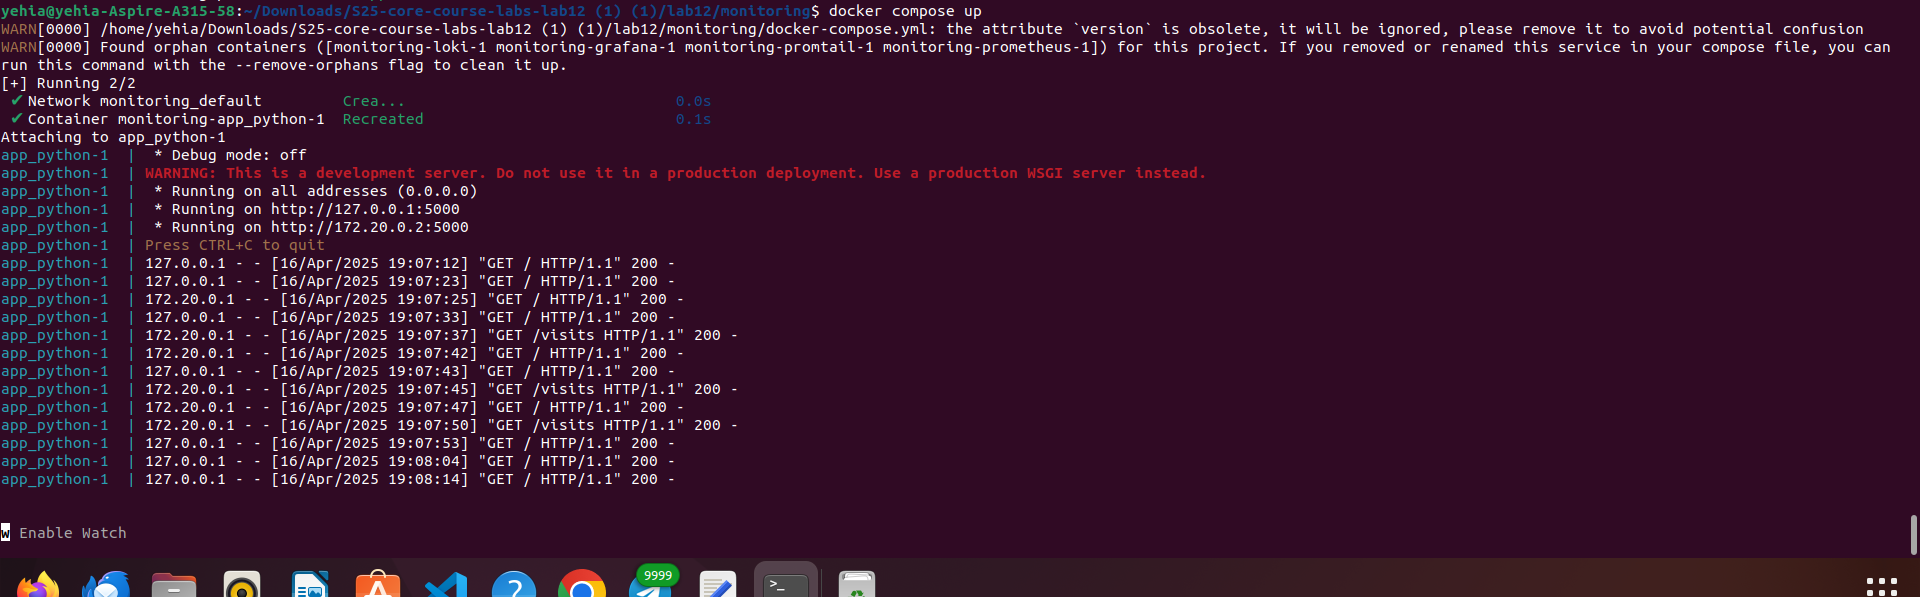 yehia@yehia-Aspire-A315-58:~/Downloads/S25-core-course-labs-lab12 (1) (1)/lab12/monitoring$ docker compose up
WARN[0000] /home/yehia/Downloads/S25-core-course-labs-lab12 (1) (1)/lab12/monitoring/docker-compose.yml: the attribute `version` is obsolete, it will be ignored, please remove it to avoid potential confusion
WARN[0000] Found orphan containers ([monitoring-loki-1 monitoring-grafana-1 monitoring-promtail-1 monitoring-prometheus-1]) for this project. If you removed or renamed this service in your compose file, you can
run this command with the --remove-orphans flag to clean it up.
[+] Running 2/2
✔ Network monitoring_default Crea... 0.0s
✔ Container monitoring-app_python-1 Recreated 0.1s
Attaching to app_python-1
app_python-1 | * Debug mode: off
app_python-1 | WARNING: This is a development server. Do not use it in a production deployment. Use a production WSGI server instead.
app_python-1 | * Running on all addresses (0.0.0.0)
app_python-1 | * Running on http://127.0.0.1:5000
app_python-1 | * Running on http://172.20.0.2:5000
app_python-1 | Press CTRL+C to quit
app_python-1 | 127.0.0.1 - - [16/Apr/2025 19:07:12] "GET / HTTP/1.1" 200 -
app_python-1 | 127.0.0.1 - - [16/Apr/2025 19:07:23] "GET / HTTP/1.1" 200 -
app_python-1 | 172.20.0.1 - - [16/Apr/2025 19:07:25] "GET / HTTP/1.1" 200 -
app_python-1 | 127.0.0.1 - - [16/Apr/2025 19:07:33] "GET / HTTP/1.1" 200 -
app_python-1 | 172.20.0.1 - - [16/Apr/2025 19:07:37] "GET /visits HTTP/1.1" 200 -
app_python-1 | 172.20.0.1 - - [16/Apr/2025 19:07:42] "GET / HTTP/1.1" 200 -
app_python-1 | 127.0.0.1 - - [16/Apr/2025 19:07:43] "GET / HTTP/1.1" 200 -
app_python-1 | 172.20.0.1 - - [16/Apr/2025 19:07:45] "GET /visits HTTP/1.1" 200 -
app_python-1 | 172.20.0.1 - - [16/Apr/2025 19:07:47] "GET / HTTP/1.1" 200 -
app_python-1 | 172.20.0.1 - - [16/Apr/2025 19:07:50] "GET /visits HTTP/1.1" 200 -
app_python-1 | 127.0.0.1 - - [16/Apr/2025 19:07:53] "GET / HTTP/1.1" 200 -
app_python-1 | 127.0.0.1 - - [16/Apr/2025 19:08:04] "GET / HTTP/1.1" 200 -
app_python-1 | 127.0.0.1 - - [16/Apr/2025 19:08:14] "GET / HTTP/1.1" 200 -
w Enable Watch
9999
>_